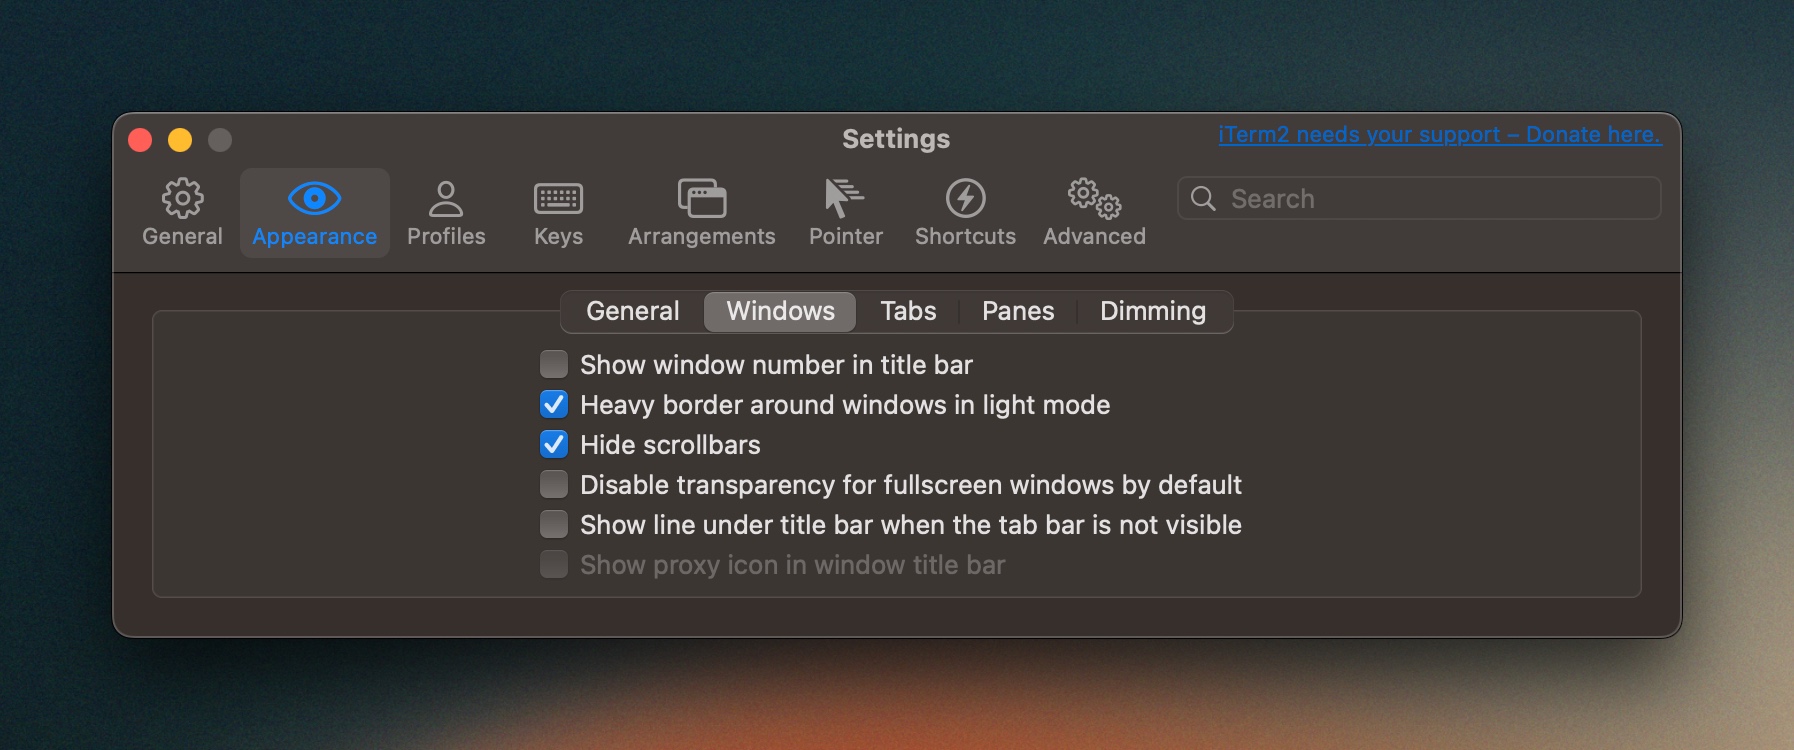 Settings
iTerm2 needs your support – Donate here.
General
Appearance
Profiles
Keys
Arrangements
Pointer
Shortcuts
Advanced
Search
General
Windows
Tabs
Panes
Dimming
Show window number in title bar
Heavy border around windows in light mode
Hide scrollbars
Disable transparency for fullscreen windows by default
Show line under title bar when the tab bar is not visible
Show proxy icon in window title bar